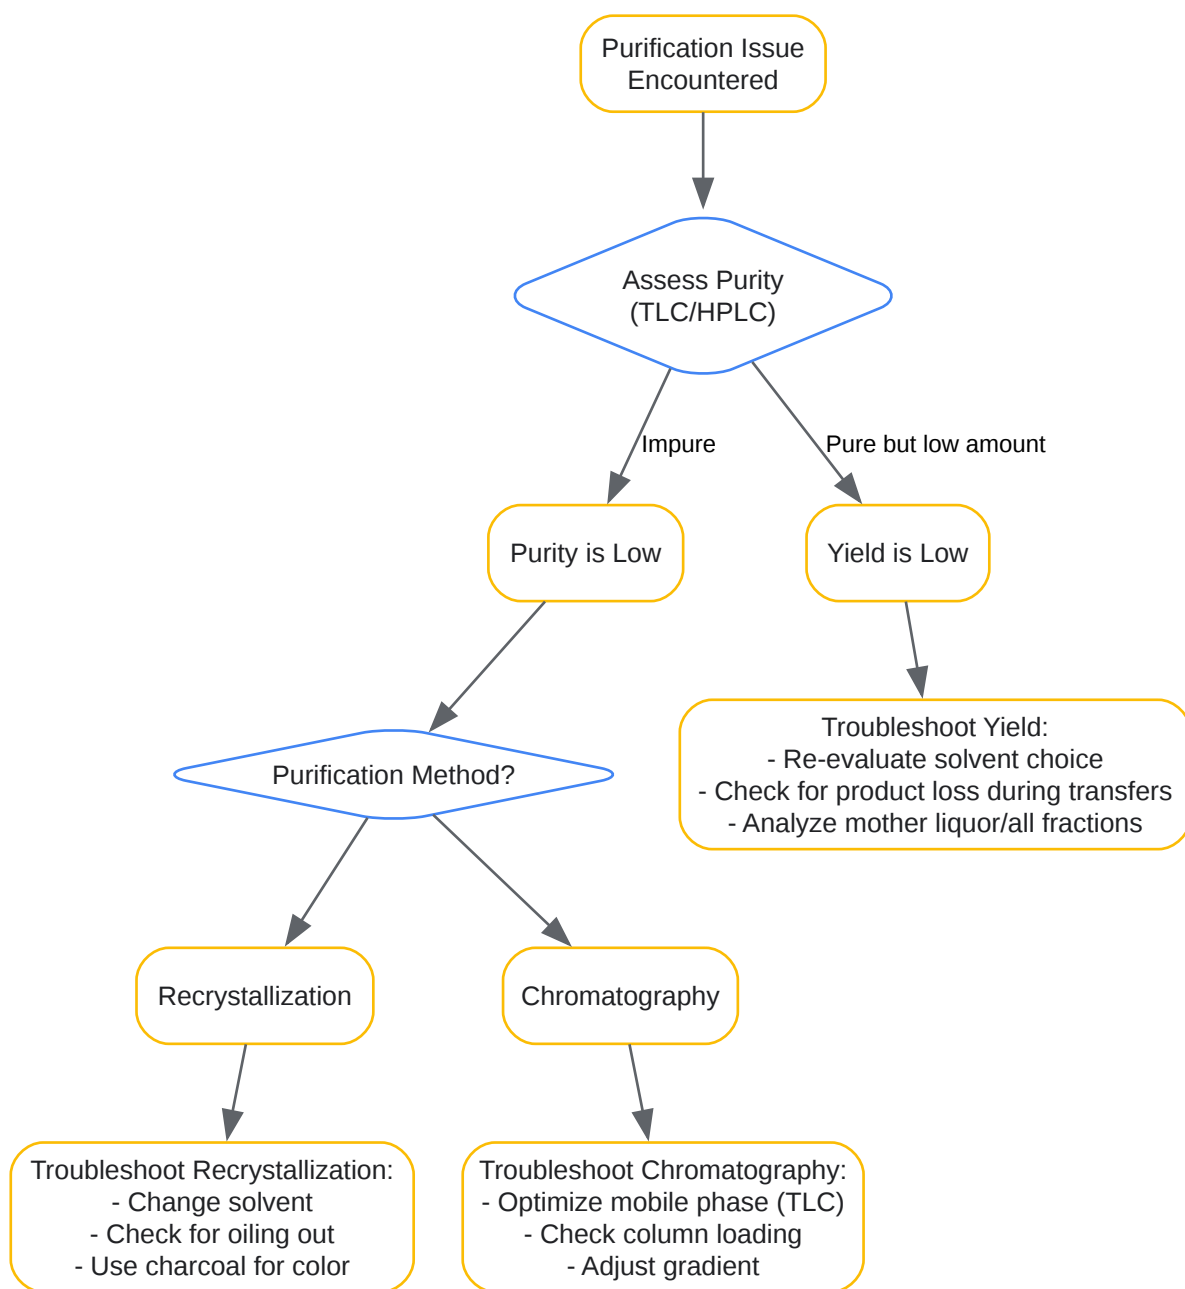 Purification Issue
Encountered
Assess Purity
(TLC/HPLC)
Impure
Pure but low amount
Purity is Low
Yield is Low
Troubleshoot Yield:
- Re-evaluate solvent choice
- Check for product loss during transfers
- Analyze mother liquor/all fractions
Purification Method?
Recrystallization
Chromatography
Troubleshoot Recrystallization:
- Change solvent
- Check for oiling out
- Use charcoal for color
Troubleshoot Chromatography:
- Optimize mobile phase (TLC)
- Check column loading
- Adjust gradient